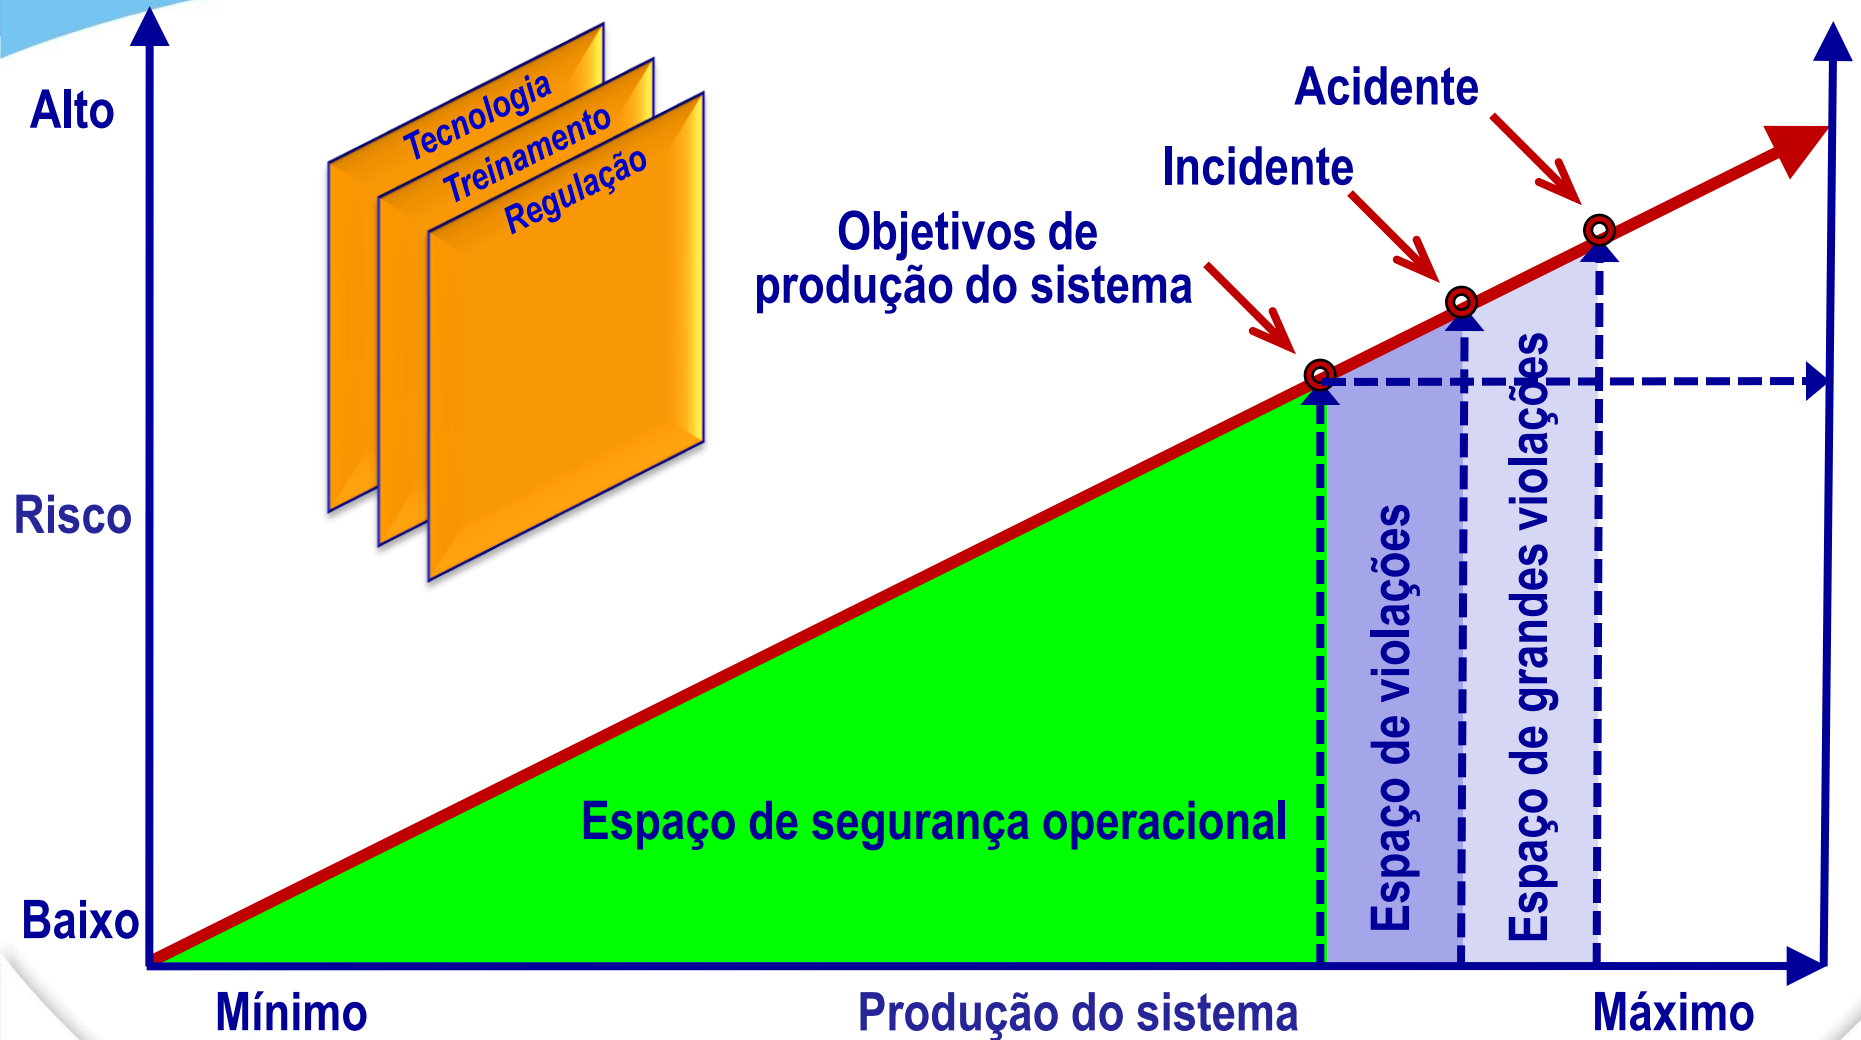 Alto
Tecnologia
Treinamento
Regulação
Acidente
Incidente
Objetivos de
produção do sistema
Risco
Espaço de violações
Espaço de grandes violações
Espaço de segurança operacional
Baixo
Mínimo
Produção do sistema
Máximo